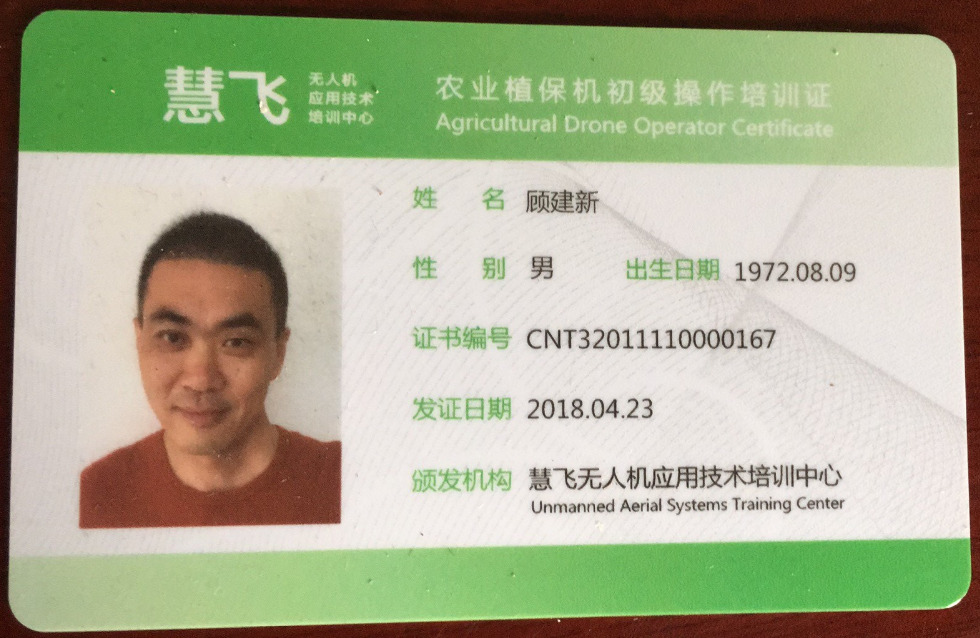 慧飞
无人机
应用技术
培训中心
农业植保机初级操作培训证
Agricultural Drone Operator Certificate
姓 名 顾建新
性 别 男 出生日期 1972.08.09
证书编号 CNT32011110000167
发证日期 2018.04.23
颁发机构 慧飞无人机应用技术培训中心
Unmanned Aerial Systems Training Center